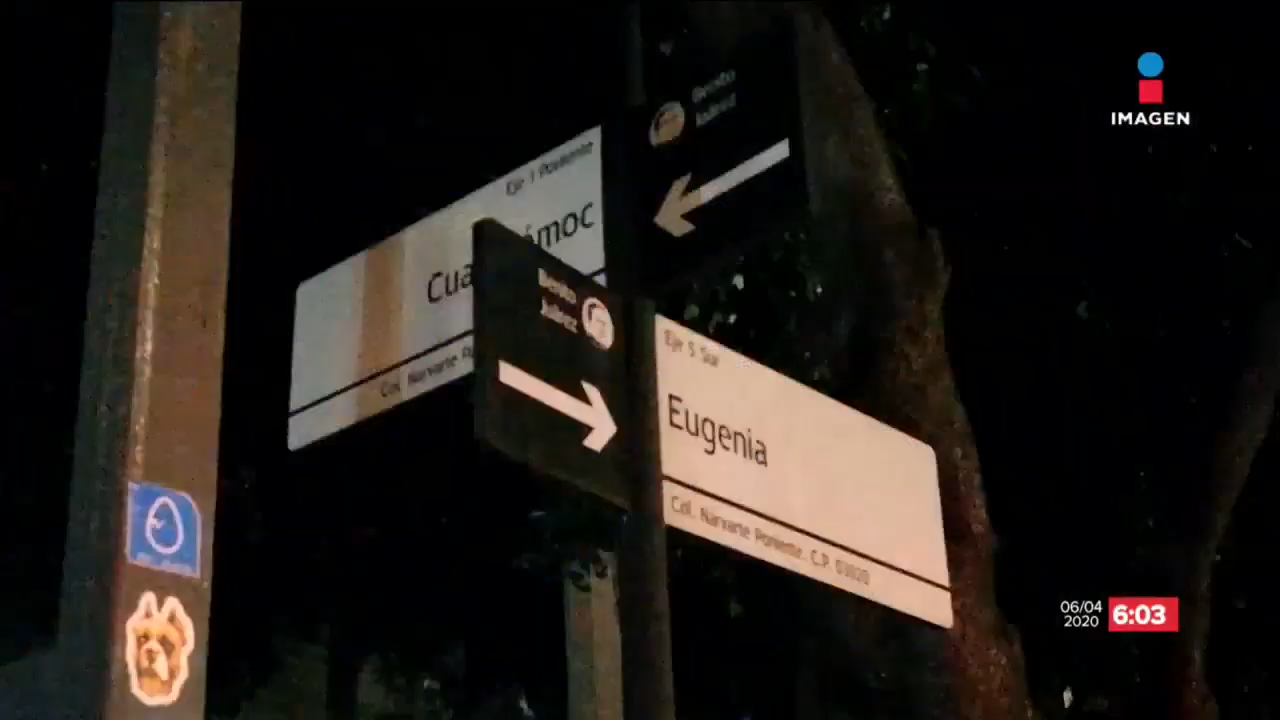 IMAGEN
Benito
Juárez
Eje 1 Poniente
Cua émoc
Col. Narvarte
Benito
Juárez
Eje 5 Sur
Eugenia
Col. Narvarte Poniente, C.P. 03020
06/04
2020
6:03